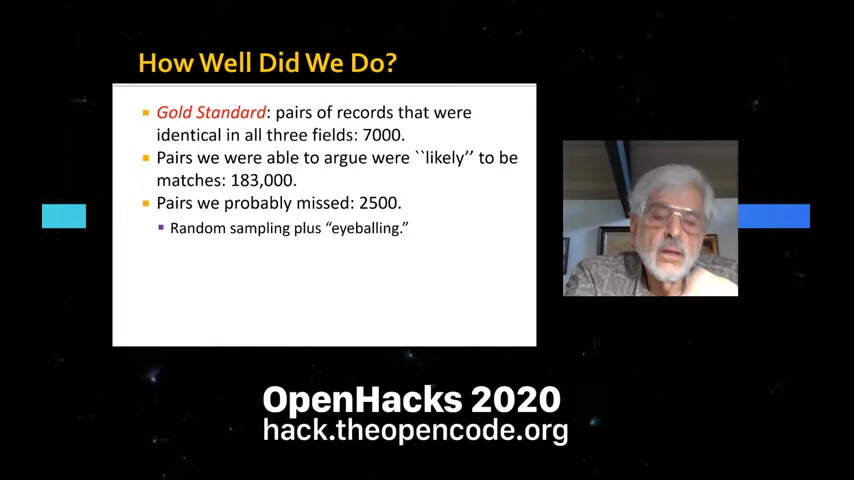 How Well Did We Do?
Gold Standard: pairs of records that were
identical in all three fields: 7000.
Pairs we were able to argue were ``likely’’ to be
matches: 183,000.
Pairs we probably missed: 2500.
Random sampling plus “eyeballing.”
OpenHacks 2020
hack.theopencode.org